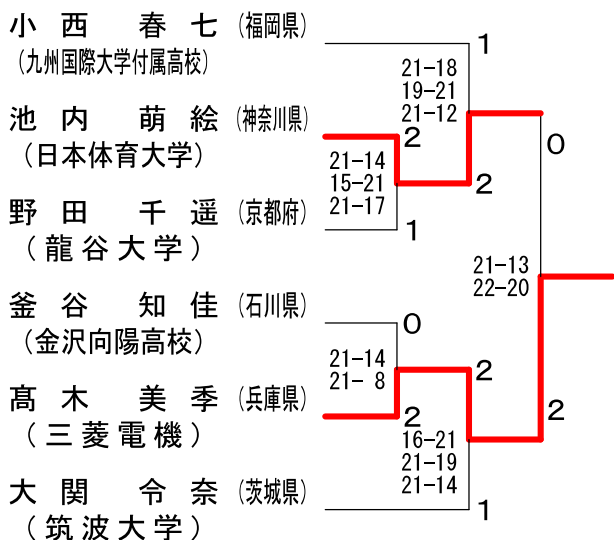 小西 春七 (福岡県)
(九州国際大学付属高校)
1
21-18
19-21
21-12
池内 萌絵 (神奈川県)
(日本体育大学)
2
0
21-14
15-21
21-17
2
野田 千遥 (京都府)
(龍谷大学)
1
21-13
22-20
釜谷 知佳 (石川県)
(金沢向陽高校)
0
21-14
21- 8
2
髙木 美季 (兵庫県)
(三菱電機)
2
2
16-21
21-19
21-14
大関 令奈 (茨城県)
(筑波大学)
1